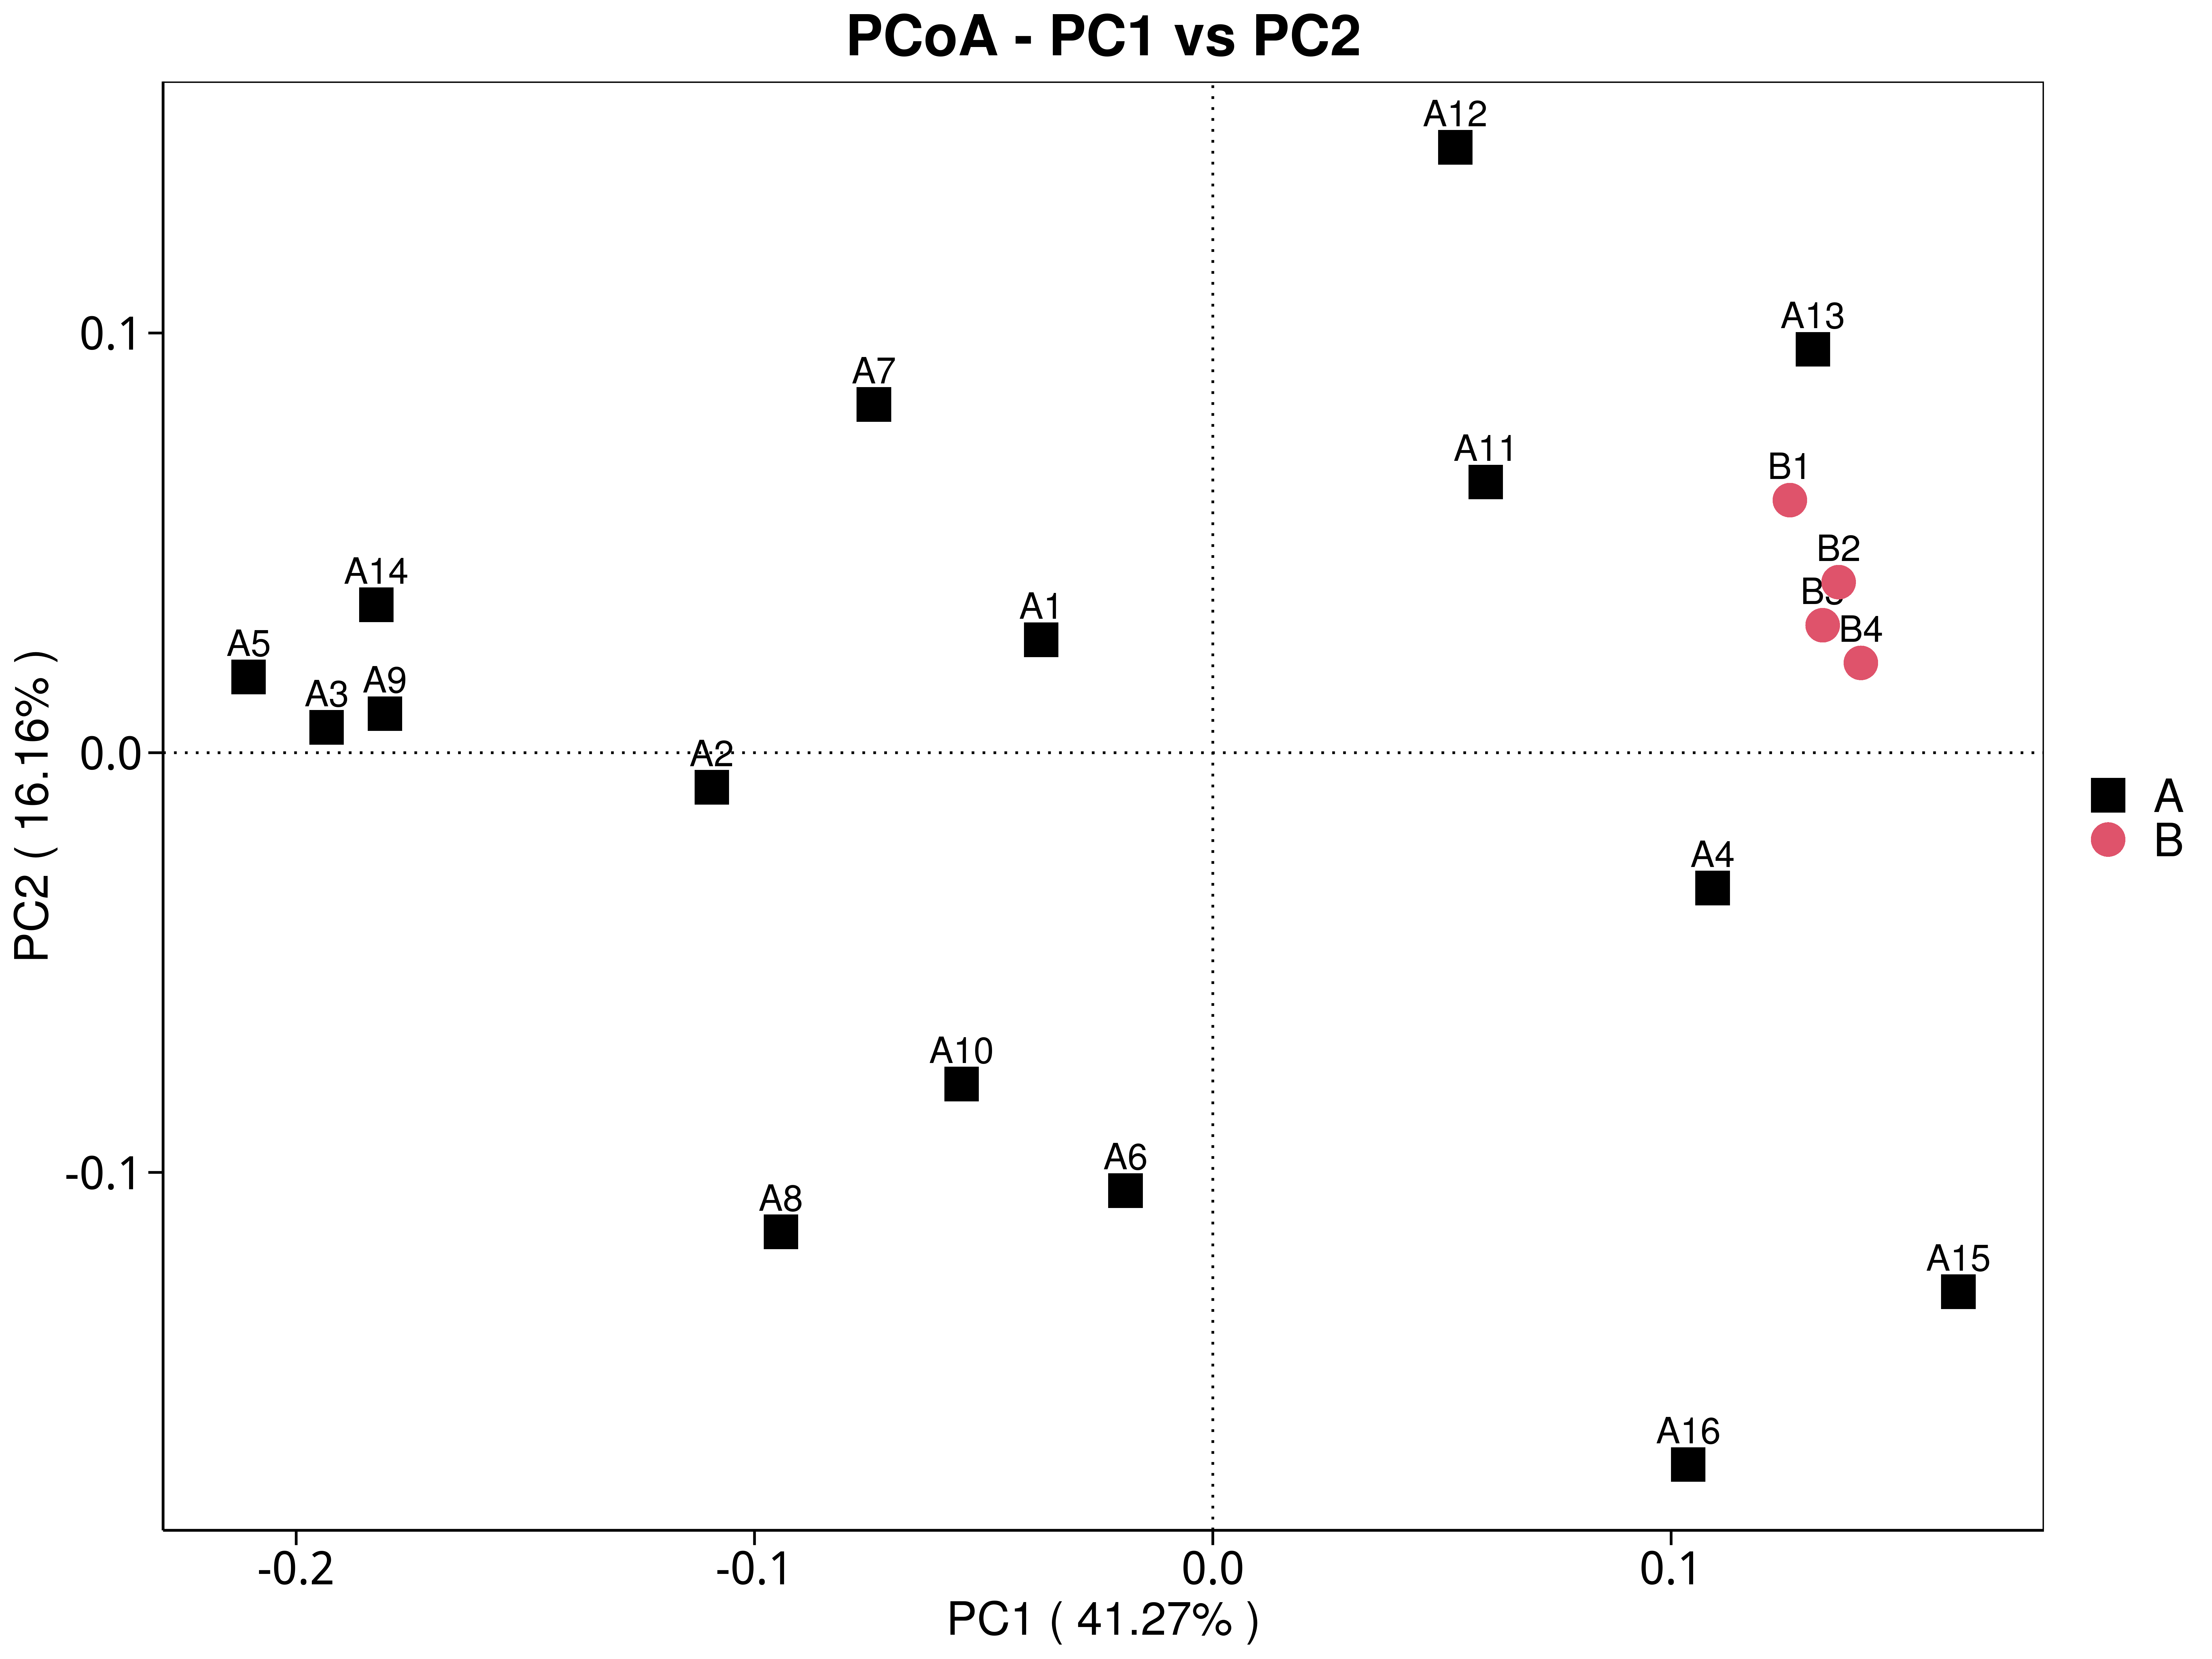 PCoA - PC1 vs PC2
A12
A13
A7
A11
B1
B2
B3
B4
A14
A1
A5
A3
A9
A2
A4
A10
A6
A8
A15
A16
0.1
0.0
-0.1
PC2 ( 16.16% )
-0.2
-0.1
0.0
0.1
PC1 ( 41.27% )
A
B